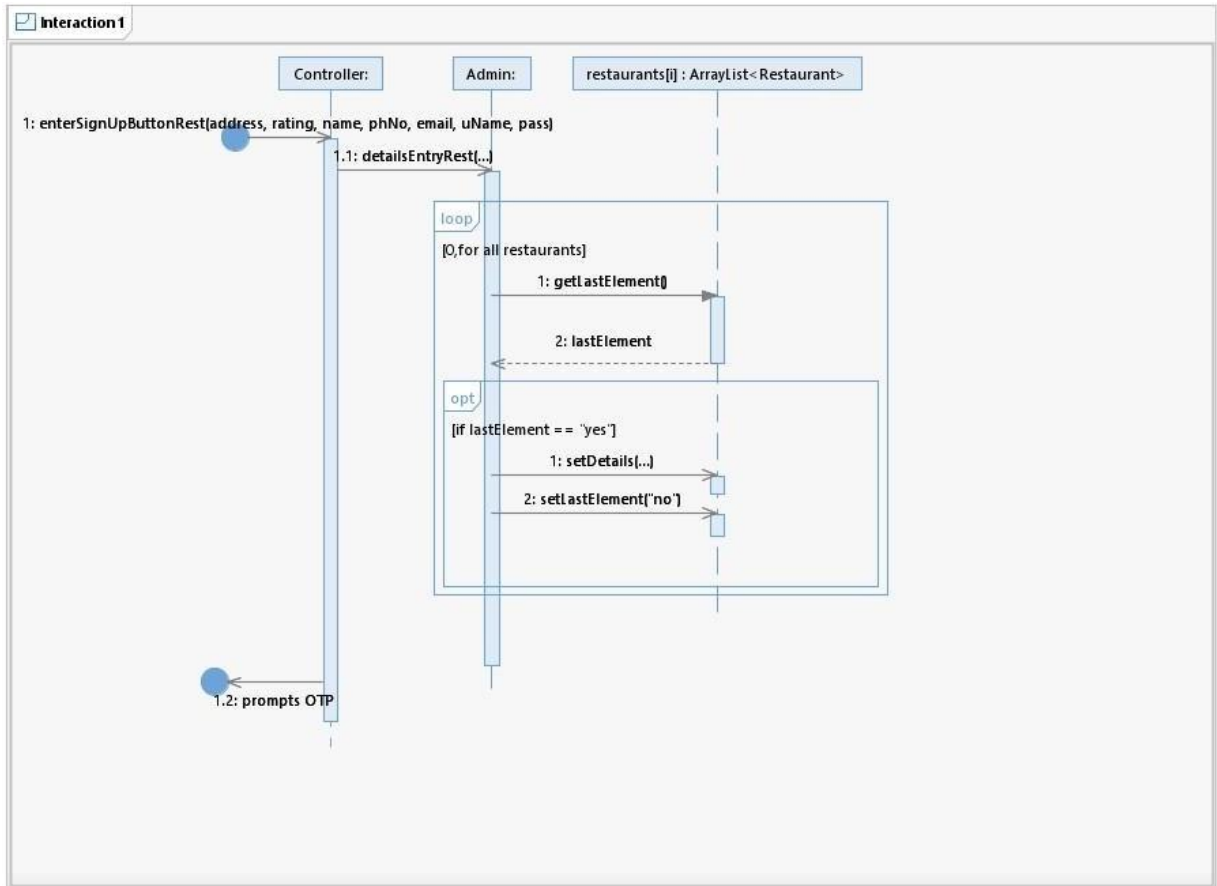 Interaction1
Controller:
Admin:
restaurants[i] : ArrayList<Restaurant>
1: enterSignUpButtonRest(address, rating, name, phNo, email, uName, pass)
1.1: detailsEntryRest(...)
loop
[0,for all restaurants]
1: getLastElement()
2: lastElement
opt
[if lastElement == "yes"]
1: setDetails(...)
2: setLastElement("no")
1.2: prompts OTP